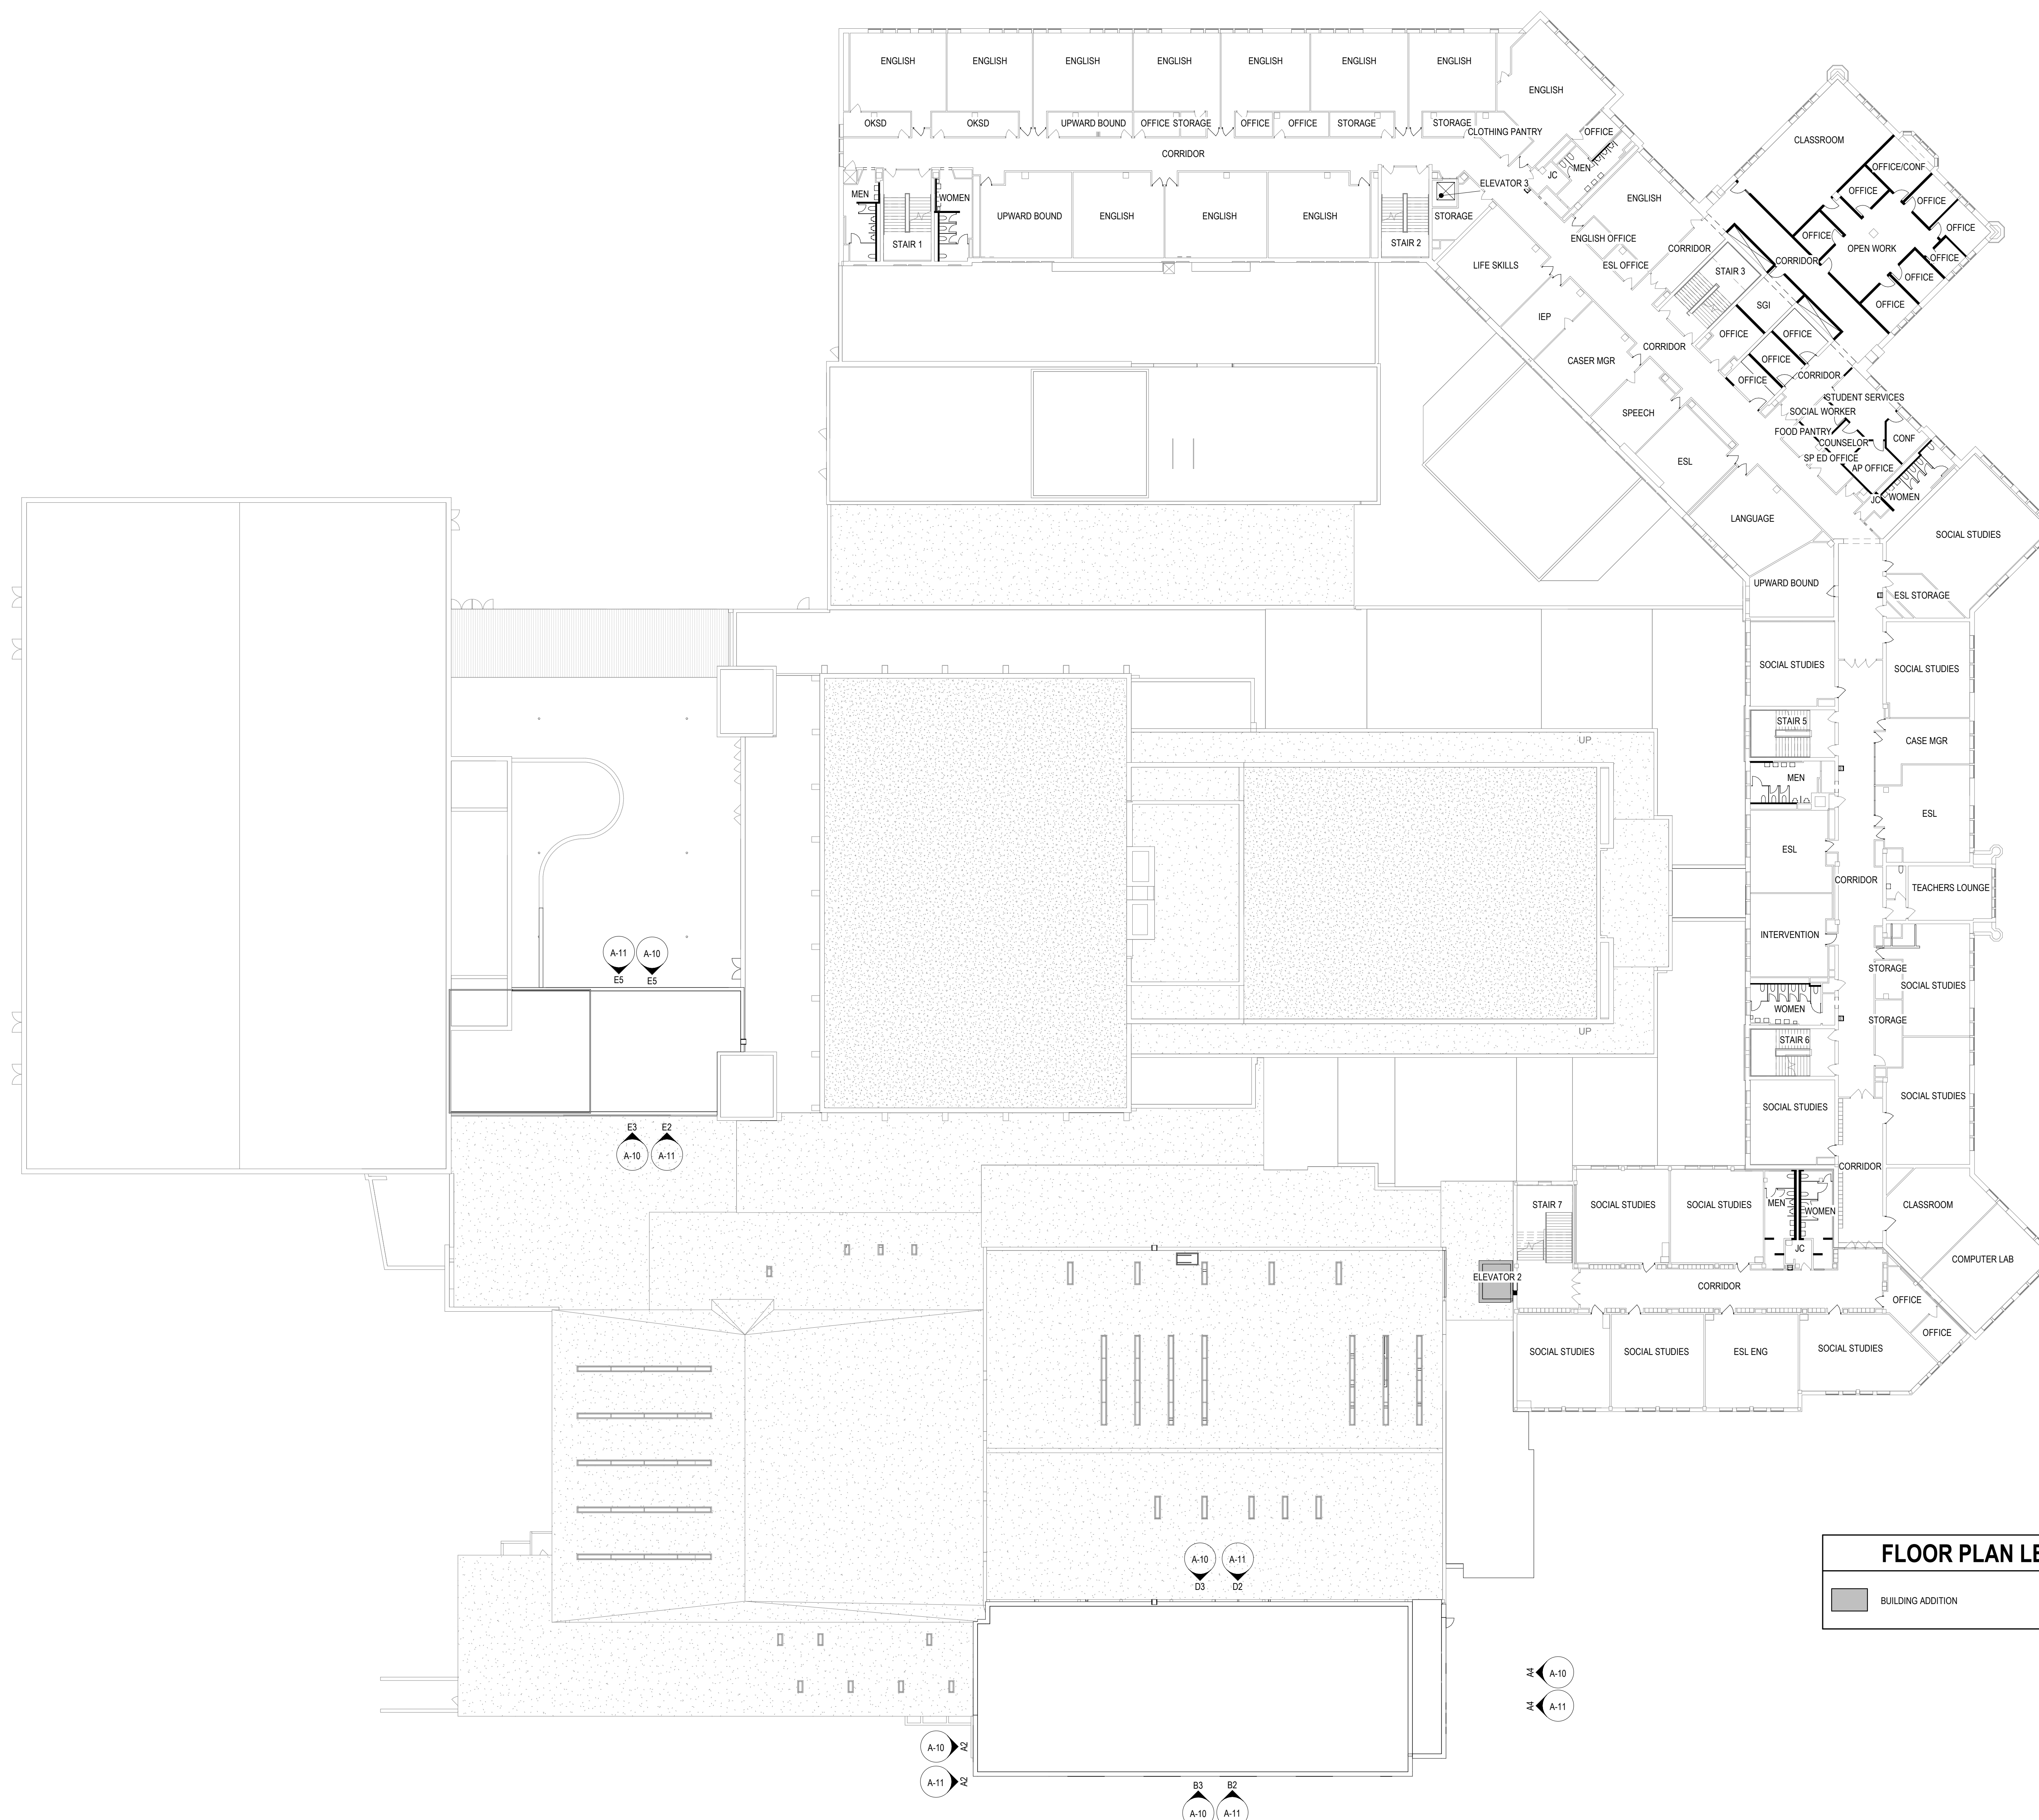 ENGLISH
ENGLISH
ENGLISH
ENGLISH
ENGLISH
ENGLISH
ENGLISH
ENGLISH
OKSD
OKSD
UPWARD BOUND
OFFICE
STORAGE
OFFICE
OFFICE
STORAGE
STORAGE
CLOTHING PANTRY
OFFICE
CORRIDOR
MEN
JC
ELEVATOR 3
MEN
WOMEN
STAIR 1
UPWARD BOUND
ENGLISH
ENGLISH
ENGLISH
STAIR 2
STORAGE
ENGLISH
ENGLISH OFFICE
ESL OFFICE
CORRIDOR
CLASSROOM
OFFICE/CONF
OFFICE
OFFICE
OFFICE
OFFICE
OPEN WORK
OFFICE
OFFICE
OFFICE
CORRIDOR
STAIR 3
SGI
LIFE SKILLS
IEP
CASER MGR
CORRIDOR
OFFICE
OFFICE
OFFICE
OFFICE
CORRIDOR
STUDENT SERVICES
SOCIAL WORKER
FOOD PANTRY
COUNSELOR
CONF
SP ED OFFICE
AP OFFICE
JC
WOMEN
SPEECH
ESL
LANGUAGE
SOCIAL STUDIES
UPWARD BOUND
ESL STORAGE
SOCIAL STUDIES
SOCIAL STUDIES
STAIR 5
CASE MGR
UP
MEN
ESL
ESL
CORRIDOR
TEACHERS LOUNGE
INTERVENTION
STORAGE
SOCIAL STUDIES
WOMEN
STORAGE
UP
STAIR 6
SOCIAL STUDIES
SOCIAL STUDIES
A-11
E5
A-10
E5
E3
A-10
E2
A-11
CORRIDOR
STAIR 7
SOCIAL STUDIES
SOCIAL STUDIES
MEN
WOMEN
JC
CLASSROOM
COMPUTER LAB
ELEVATOR 2
CORRIDOR
OFFICE
OFFICE
SOCIAL STUDIES
SOCIAL STUDIES
ESL ENG
SOCIAL STUDIES
FLOOR PLAN LE
BUILDING ADDITION
A-10
D3
A-11
D2
A4
A-10
A4
A-11
A-10
A2
A-11
A2
B3
A-10
B2
A-11